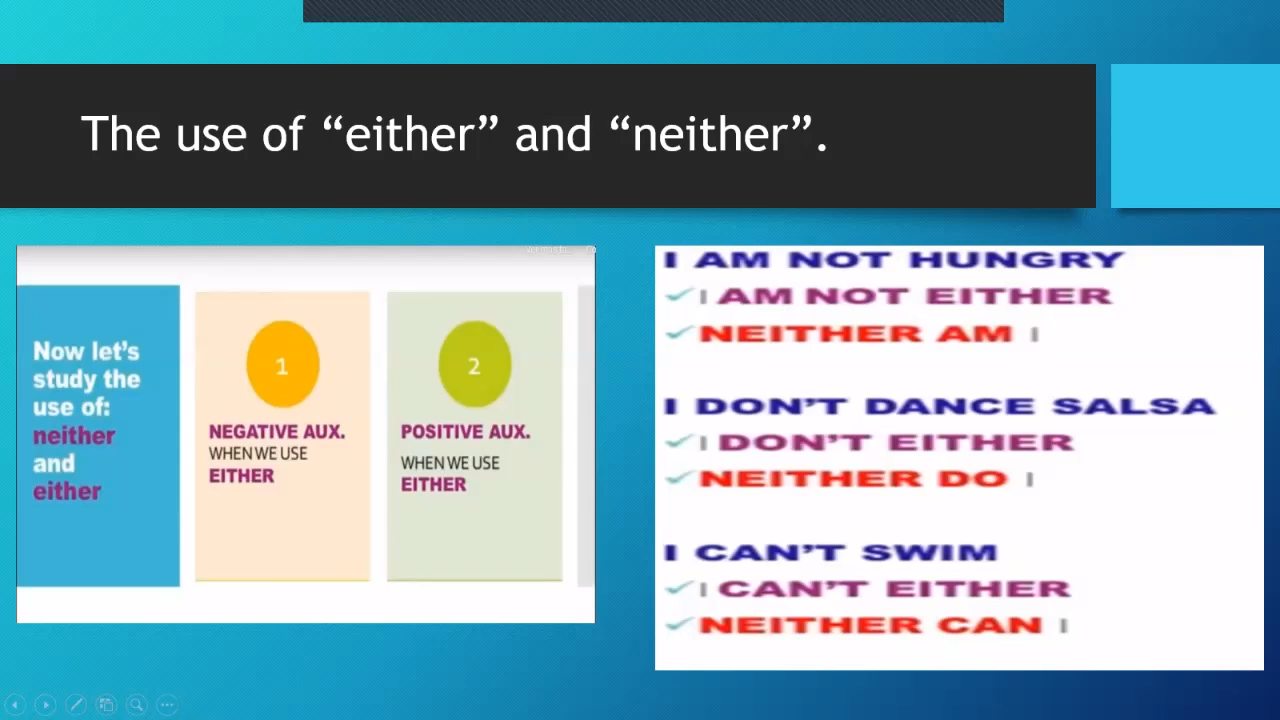 The use of “either” and “neither”.
Now let’s
study the
use of:
neither
and
either
1
NEGATIVE AUX.
WHEN WE USE
EITHER
2
POSITIVE AUX.
WHEN WE USE
EITHER
I AM NOT HUNGRY
✓ I AM NOT EITHER
✓ NEITHER AM I
I DON’T DANCE SALSA
✓ I DON’T EITHER
✓ NEITHER DO I
I CAN’T SWIM
✓ I CAN’T EITHER
✓ NEITHER CAN I